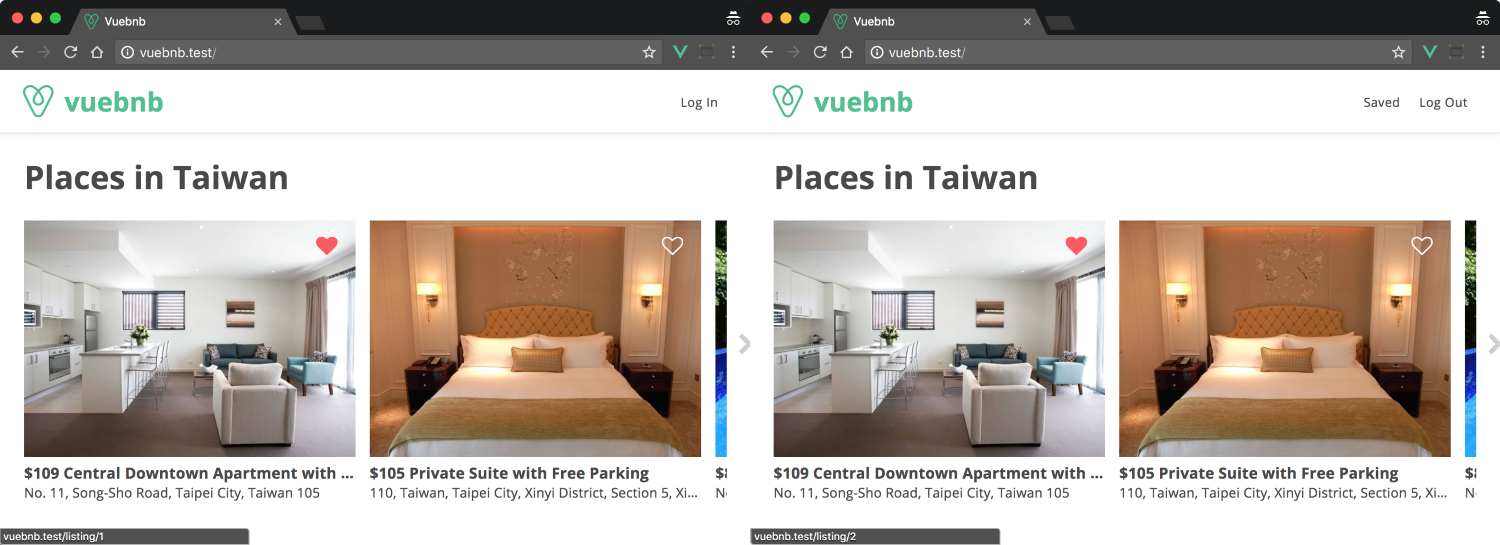 Vuebnb
vuebnb.test/
vuebnb
Log In
Places in Taiwan
$109 Central Downtown Apartment with ...
No. 11, Song-Sho Road, Taipei City, Taiwan 105
$105 Private Suite with Free Parking
110, Taiwan, Taipei City, Xinyi District, Section 5, Xi...
vuebnb.test/listing/1
Vuebnb
vuebnb.test/
vuebnb
Saved Log Out
Places in Taiwan
$109 Central Downtown Apartment with ...
No. 11, Song-Sho Road, Taipei City, Taiwan 105
$105 Private Suite with Free Parking
110, Taiwan, Taipei City, Xinyi District, Section 5, Xi...
vuebnb.test/listing/2